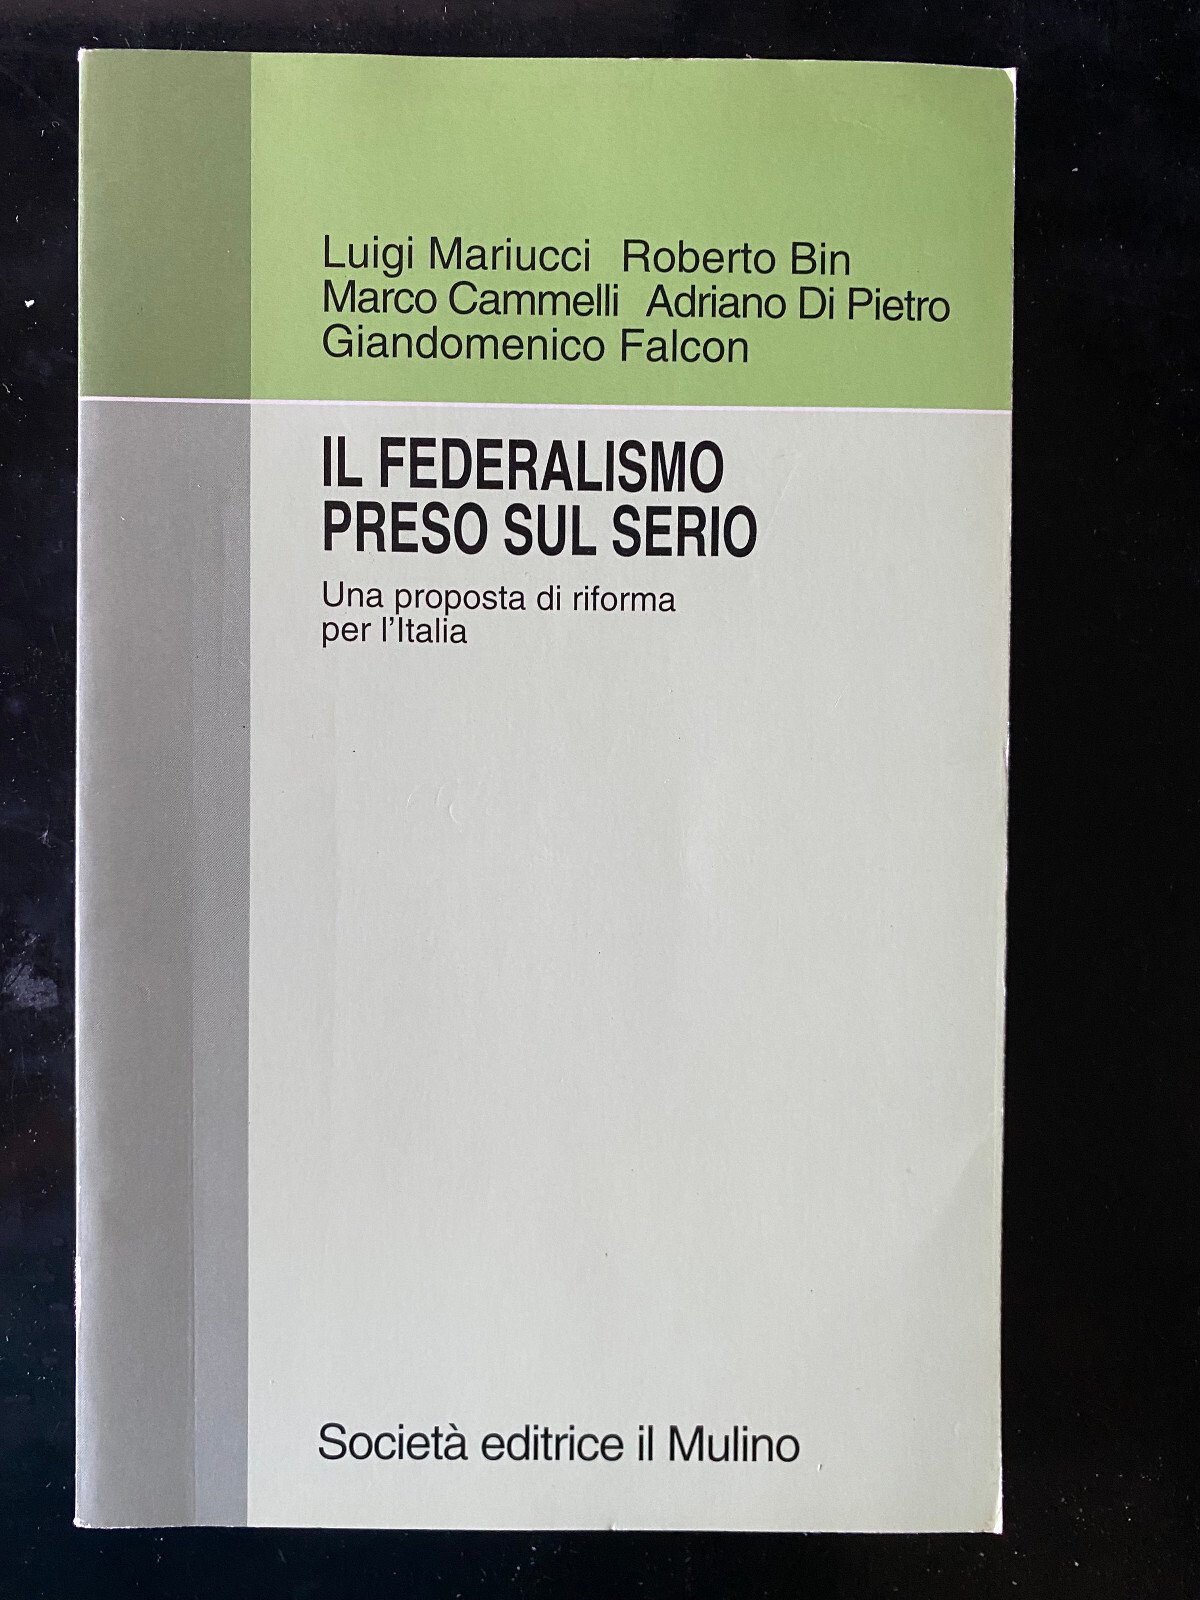 Luigi Mariucci Roberto Bin
Marco Cammelli Adriano Di Pietro
Giandomenico Falcon
IL FEDERALISMO
PRESO SUL SERIO
Una proposta di riforma
per l'Italia
Società editrice il Mulino